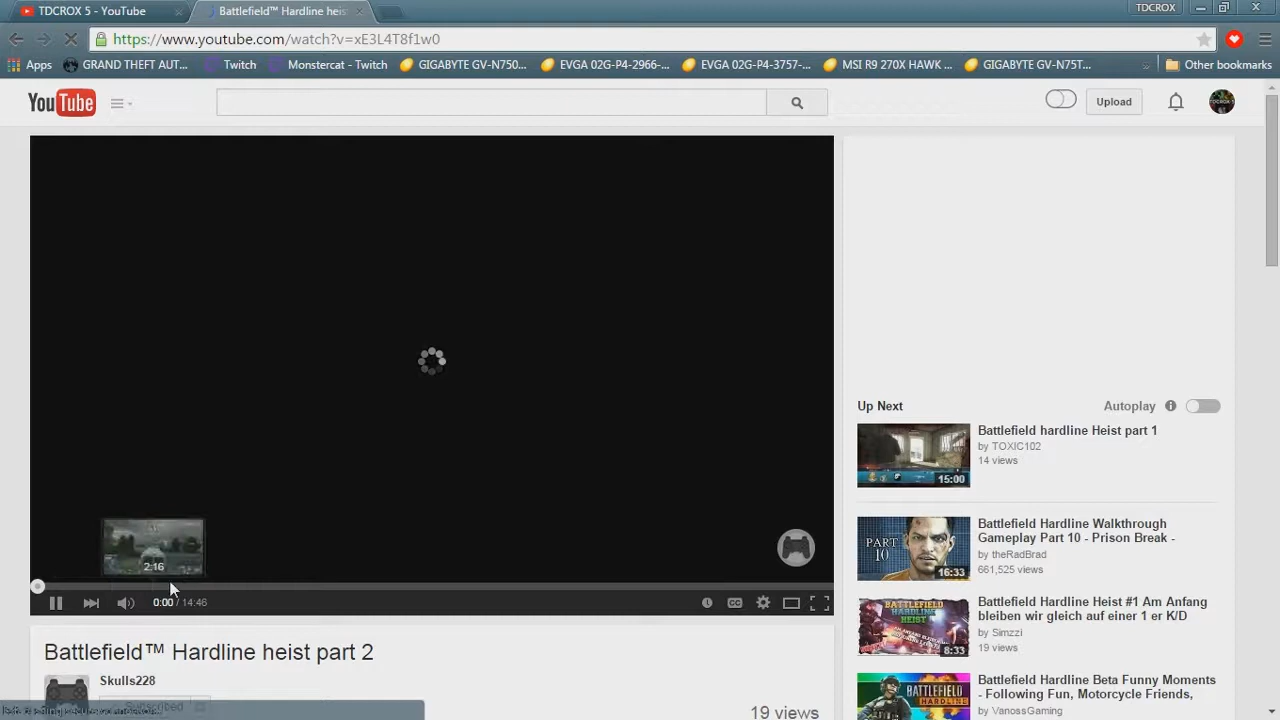 TDCROX 5 - YouTube
Battlefield™ Hardline heis
TDCROX
https://www.youtube.com/watch?v=xE3L4T8f1w0
Apps
GRAND THEFT AUT...
Twitch
Monstercat - Twitch
GIGABYTE GV-N750...
EVGA 02G-P4-2966-...
EVGA 02G-P4-3757-...
MSI R9 270X HAWK ...
GIGABYTE GV-N75T...
Other bookmarks
YouTube
Upload
Up Next
Autoplay
Battlefield hardline Heist part 1
by TOXIC102
14 views
15:00
Battlefield Hardline Walkthrough
Gameplay Part 10 - Prison Break -
by theRadBrad
661,525 views
PART
10
16:33
Battlefield Hardline Heist #1 Am Anfang
bleiben wir gleich auf einer 1 er K/D
by Simzzi
19 views
BATTLEFIELD
HARDLINE
HEIST
8:33
Battlefield Hardline Beta Funny Moments
- Following Fun, Motorcycle Friends,
by VanossGaming
BATTLEFIELD
HARDLINE
2:16
0:00 / 14:46
Battlefield™ Hardline heist part 2
Skulls228
Subscribed
19 views